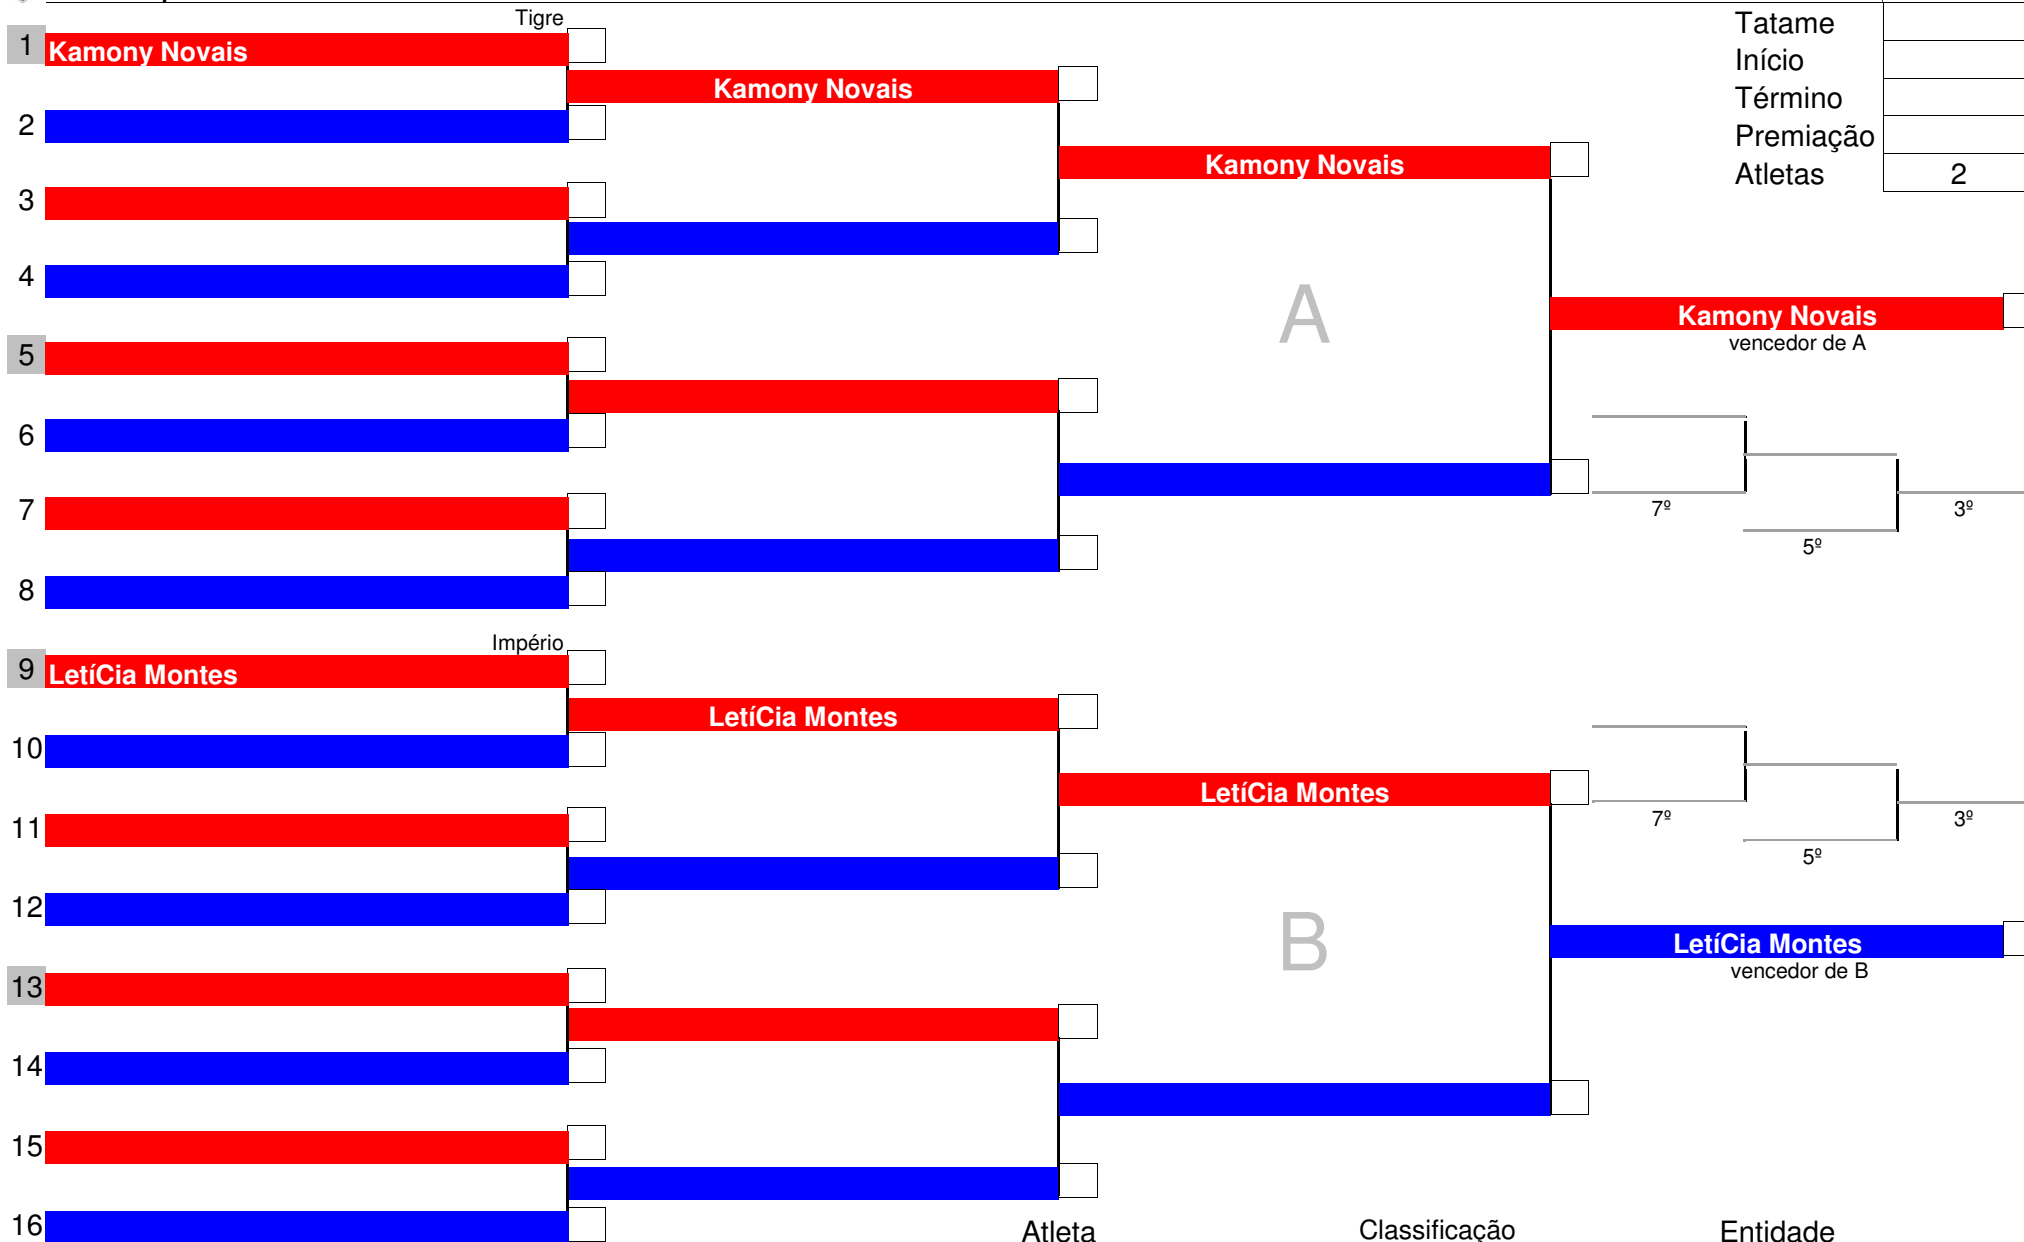 Tigre
Tatame
1 Kamony Novais
Início
Kamony Novais
Término
2
Premiação
Kamony Novais
Atletas 2
3
4
A
Kamony Novais
vencedor de A
5
6
7
7º
3º
5º
8
Império
9 LetíCia Montes
LetíCia Montes
10
LetíCia Montes
7º
3º
11
5º
12
B
LetíCia Montes
vencedor de B
13
14
15
16
Atleta Classificação Entidade